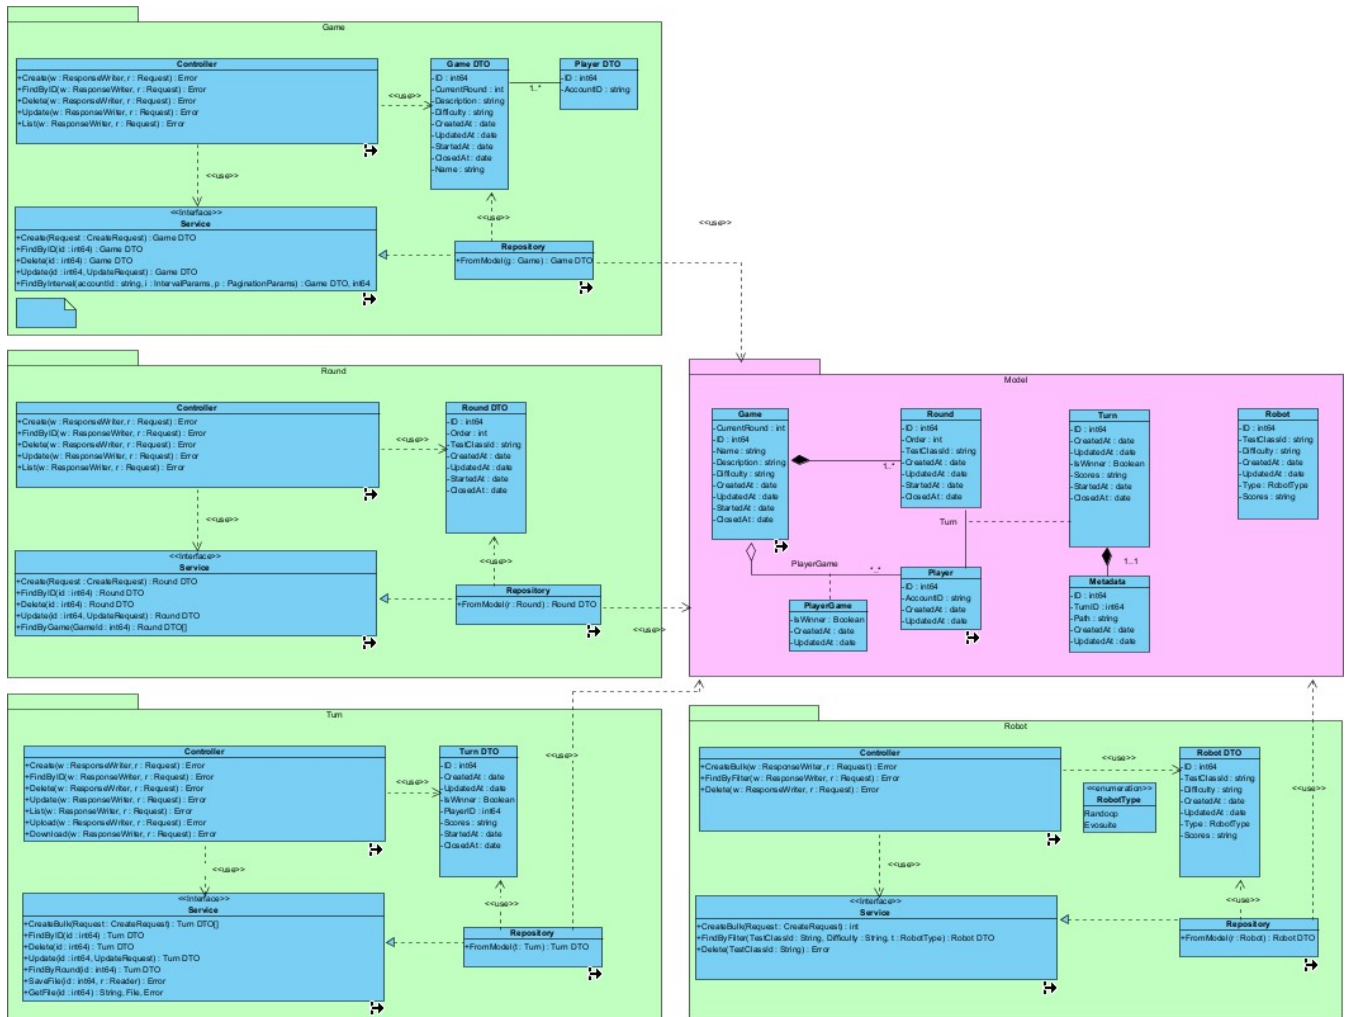 Game
Controller
+Create(w : ResponseWriter, r : Request) : Error
+FindByID(w : ResponseWriter, r : Request) : Error
+Delete(w : ResponseWriter, r : Request) : Error
+Update(w : ResponseWriter, r : Request) : Error
+List(w : ResponseWriter, r : Request) : Error
<<use>>
Game DTO
-ID : int64
-CurrentRound : int
-Description : string
-Difficulty : string
-CreatedAt : date
-UpdatedAt : date
-StartedAt : date
-ClosedAt : date
-Name : string
1..*
Player DTO
-ID : int64
-AccountID : string
<<use>>
<<Interface>>
Service
+Create(Request : CreateRequest) : Game DTO
+FindByID(id : int64) : Game DTO
+Delete(id : int64) : Game DTO
+Update(id : int64, UpdateRequest) : Game DTO
+FindByInterval(accountId : string, i : IntervalParams, p : PaginationParams) : Game DTO, int64
<<use>>
Repository
+FromModel(g : Game) : Game DTO
<<use>>
Round
Controller
+Create(w : ResponseWriter, r : Request) : Error
+FindByID(w : ResponseWriter, r : Request) : Error
+Delete(w : ResponseWriter, r : Request) : Error
+Update(w : ResponseWriter, r : Request) : Error
+List(w : ResponseWriter, r : Request) : Error
<<use>>
Round DTO
-ID : int64
-Order : int
-TestClassId : string
-CreatedAt : date
-UpdatedAt : date
-StartedAt : date
-ClosedAt : date
<<use>>
<<Interface>>
Service
+Create(Request : CreateRequest) : Round DTO
+FindByID(id : int64) : Round DTO
+Delete(id : int64) : Round DTO
+Update(id : int64, UpdateRequest) : Round DTO
+FindByGame(GameId : int64) : Round DTO[]
<<use>>
Repository
+FromModel(r : Round) : Round DTO
<<use>>
Model
Game
-CurrentRound : int
-ID : int64
-Name : string
-Description : string
-Difficulty : string
-CreatedAt : date
-UpdatedAt : date
-StartedAt : date
-ClosedAt : date
1..*
Round
-ID : int64
-Order : int
-TestClassId : string
-CreatedAt : date
-UpdatedAt : date
-StartedAt : date
-ClosedAt : date
Turn
Turn
-ID : int64
-CreatedAt : date
-UpdatedAt : date
-IsWinner : Boolean
-Scores : string
-StartedAt : date
-ClosedAt : date
1..1
Robot
-ID : int64
-TestClassId : string
-Difficulty : string
-CreatedAt : date
-UpdatedAt : date
-Type : RobotType
-Scores : string
PlayerGame
*..*
PlayerGame
-IsWinner : Boolean
-CreatedAt : date
-UpdatedAt : date
Player
-ID : int64
-AccountID : string
-CreatedAt : date
-UpdatedAt : date
Metadata
-ID : int64
-TurnID : int64
-Path : string
-CreatedAt : date
-UpdatedAt : date
Turn
Controller
+Create(w : ResponseWriter, r : Request) : Error
+FindByID(w : ResponseWriter, r : Request) : Error
+Delete(w : ResponseWriter, r : Request) : Error
+Update(w : ResponseWriter, r : Request) : Error
+List(w : ResponseWriter, r : Request) : Error
+Upload(w : ResponseWriter, r : Request) : Error
+Download(w : ResponseWriter, r : Request) : Error
<<use>>
Turn DTO
-ID : int64
-CreatedAt : date
-UpdatedAt : date
-IsWinner : Boolean
-PlayerID : int64
-Scores : string
-StartedAt : date
-ClosedAt : date
<<use>>
<<use>>
<<Interface>>
Service
+CreateBulk(Request : CreateRequest) : Turn DTO[]
+FindByID(id : int64) : Turn DTO
+Delete(id : int64) : Turn DTO
+Update(id : int64, UpdateRequest) : Turn DTO
+FindByRound(id : int64) : Turn DTO
+SaveFile(id : int64, r : Reader) : Error
+GetFile(id : int64) : String, File, Error
<<use>>
Repository
+FromModel(t : Turn) : Turn DTO
Robot
Controller
+CreateBulk(w : ResponseWriter, r : Request) : Error
+FindByFilter(w : ResponseWriter, r : Request) : Error
+Delete(w : ResponseWriter, r : Request) : Error
<<use>>
<<enumeration>>
RobotType
Randoop
Evosuite
Robot DTO
-ID : int64
-TestClassId : string
-Difficulty : string
-CreatedAt : date
-UpdatedAt : date
-Type : RobotType
-Scores : string
<<use>>
<<use>>
<<Interface>>
Service
+CreateBulk(Request : CreateRequest) : int
+FindByFilter(TestClassId : String, Difficulty : String, t : RobotType) : Robot DTO
+Delete(TestClassId : String) : Error
<<use>>
Repository
+FromModel(r : Robot) : Robot DTO